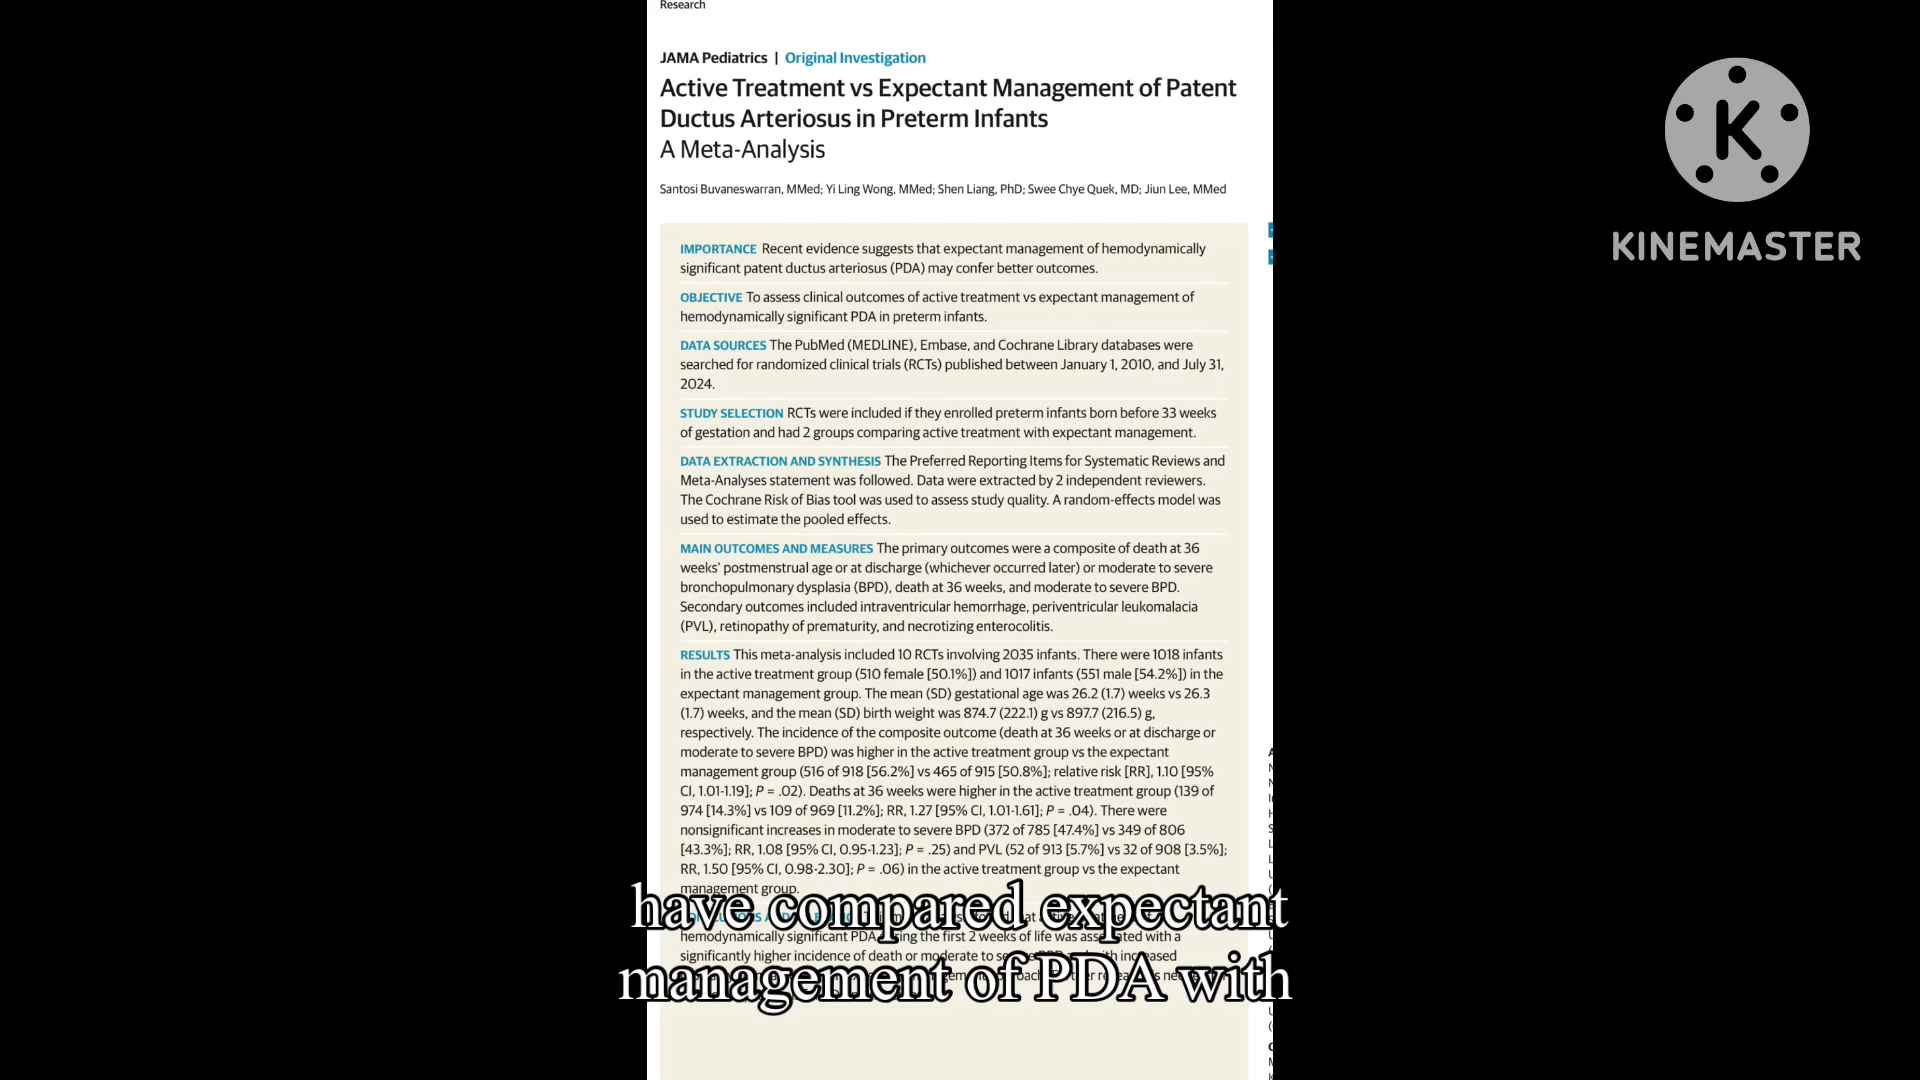 Research
JAMA Pediatrics | Original Investigation
Active Treatment vs Expectant Management of Patent
Ductus Arteriosus in Preterm Infants
A Meta-Analysis
Santosi Buvaneswarran, MMed; Yi Ling Wong, MMed; Shen Liang, PhD; Swee Chye Quek, MD; Jiun Lee, MMed
IMPORTANCE Recent evidence suggests that expectant management of hemodynamically
significant patent ductus arteriosus (PDA) may confer better outcomes.
OBJECTIVE To assess clinical outcomes of active treatment vs expectant management of
hemodynamically significant PDA in preterm infants.
DATA SOURCES The PubMed (MEDLINE), Embase, and Cochrane Library databases were
searched for randomized clinical trials (RCTs) published between January 1, 2010, and July 31,
2024.
STUDY SELECTION RCTs were included if they enrolled preterm infants born before 33 weeks
of gestation and had 2 groups comparing active treatment with expectant management.
DATA EXTRACTION AND SYNTHESIS The Preferred Reporting Items for Systematic Reviews and
Meta-Analyses statement was followed. Data were extracted by 2 independent reviewers.
The Cochrane Risk of Bias tool was used to assess study quality. A random-effects model was
used to estimate the pooled effects.
MAIN OUTCOMES AND MEASURES The primary outcomes were a composite of death at 36
weeks' postmenstrual age or at discharge (whichever occurred later) or moderate to severe
bronchopulmonary dysplasia (BPD), death at 36 weeks, and moderate to severe BPD.
Secondary outcomes included intraventricular hemorrhage, periventricular leukomalacia
(PVL), retinopathy of prematurity, and necrotizing enterocolitis.
RESULTS This meta-analysis included 10 RCTs involving 2035 infants. There were 1018 infants
in the active treatment group (510 female [50.1%]) and 1017 infants (551 male [54.2%]) in the
expectant management group. The mean (SD) gestational age was 26.2 (1.7) weeks vs 26.3
(1.7) weeks, and the mean (SD) birth weight was 874.7 (222.1) g vs 897.7 (216.5) g,
respectively. The incidence of the composite outcome (death at 36 weeks or at discharge or
moderate to severe BPD) was higher in the active treatment group vs the expectant
management group (516 of 918 [56.2%] vs 465 of 915 [50.8%]; relative risk [RR], 1.10 [95%
CI, 1.01-1.19]; P = .02). Deaths at 36 weeks were higher in the active treatment group (139 of
974 [14.3%] vs 109 of 969 [11.2%]; RR, 1.27 [95% CI, 1.01-1.61]; P = .04). There were
nonsignificant increases in moderate to severe BPD (372 of 785 [47.4%] vs 349 of 806
[43.3%]; RR, 1.08 [95% CI, 0.95-1.23]; P = .25) and PVL (52 of 913 [5.7%] vs 32 of 908 [3.5%];
RR, 1.50 [95% CI, 0.98-2.30]; P = .06) in the active treatment group vs the expectant
management group.
hemodynamically significant PDA the first 2 weeks of life was with a
significantly higher incidence of death or moderate to
have compared expectant
management of PDA with
KINEMASTER